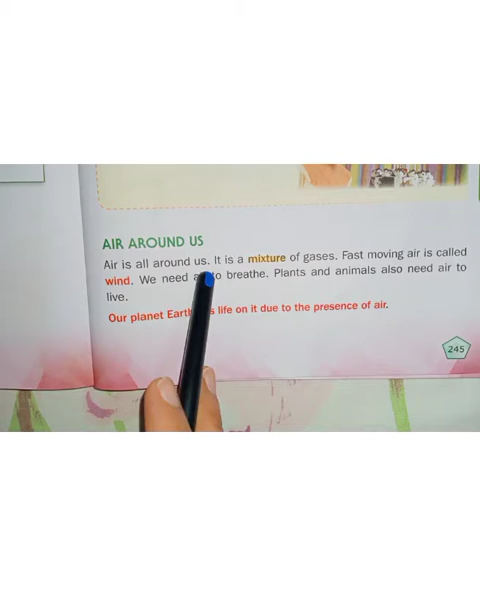 AIR AROUND US
Air is all around us. It is a mixture of gases. Fast moving air is called
wind. We need a to breathe. Plants and animals also need air to
live.
Our planet Earth s life on it due to the presence of air.
245